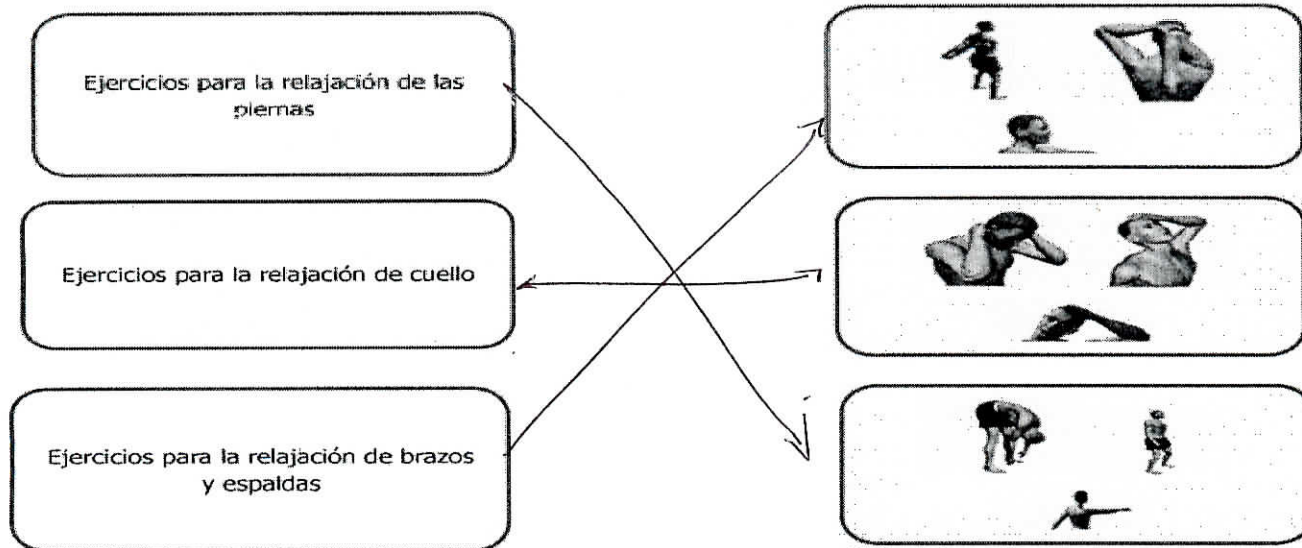 Ejercicios para la relajación de las
piernas
Ejercicios para la relajación de cuello
Ejercicios para la relajación de brazos
y espaldas